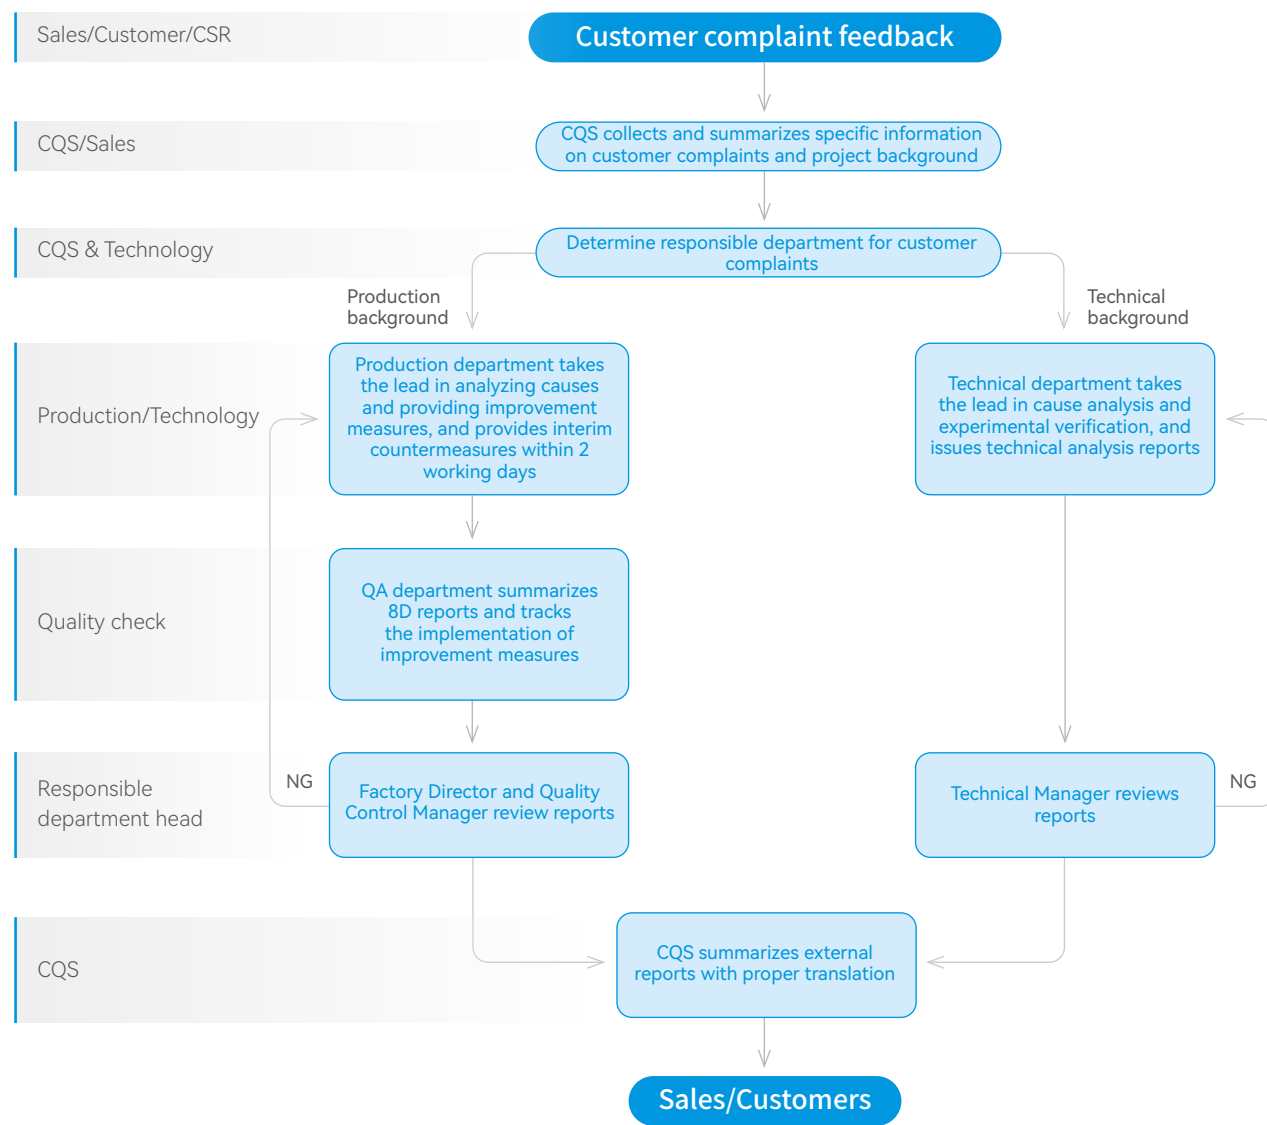 Sales/Customer/CSR
Customer complaint feedback
CQS/Sales
CQS collects and summarizes specific information
on customer complaints and project background
CQS & Technology
Determine responsible department for customer
complaints
Production
background
Technical
background
Production/Technology
Production department takes
the lead in analyzing causes
and providing improvement
measures, and provides interim
countermeasures within 2
working days
Technical department takes
the lead in cause analysis and
experimental verification, and
issues technical analysis reports
Quality check
QA department summarizes
8D reports and tracks
the implementation of
improvement measures
Responsible
department head
NG
Factory Director and Quality
Control Manager review reports
Technical Manager reviews
reports
NG
CQS
CQS summarizes external
reports with proper translation
Sales/Customers